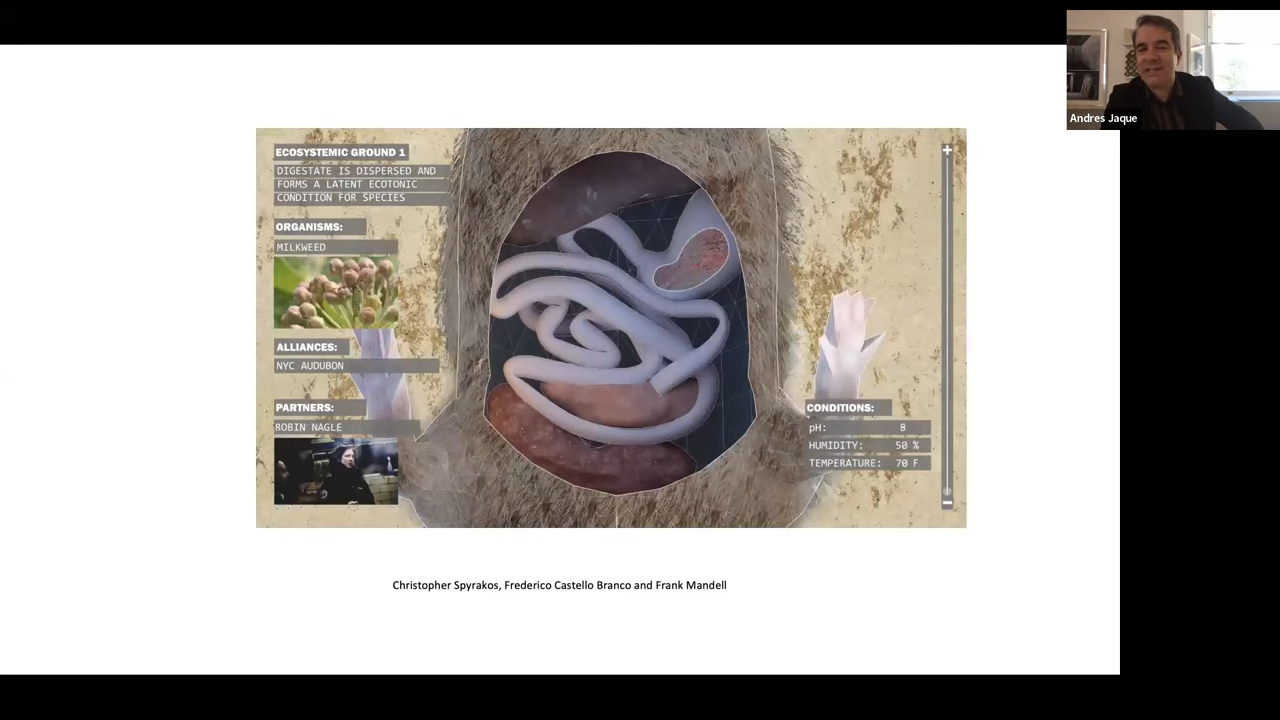 Andres Jaque
ECOSYSTEMIC GROUND 1
DIGESTATE IS DISPERSED AND
FORMS A LATENT ECOTONIC
CONDITION FOR SPECIES
ORGANISMS:
MILKWEED
ALLIANCES:
NYC AUDUBON
PARTNERS:
ROBIN NAGLE
CONDITIONS:
pH: 8
HUMIDITY: 50 %
TEMPERATURE: 70 F
Christopher Spyrakos, Frederico Castello Branco and Frank Mandell